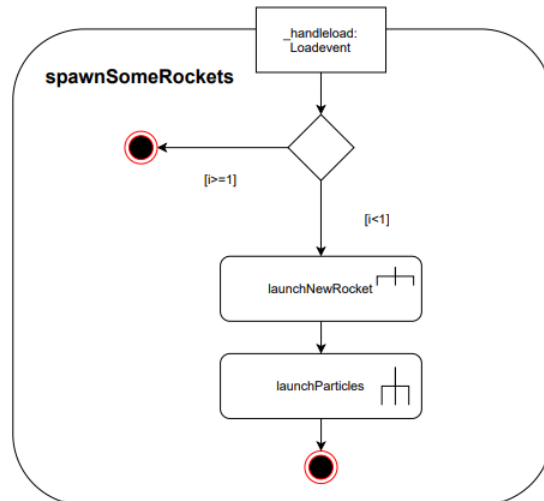 _handleload:
Loadevent
spawnSomeRockets
[i>=1]
[i<1]
launchNewRocket
launchParticles